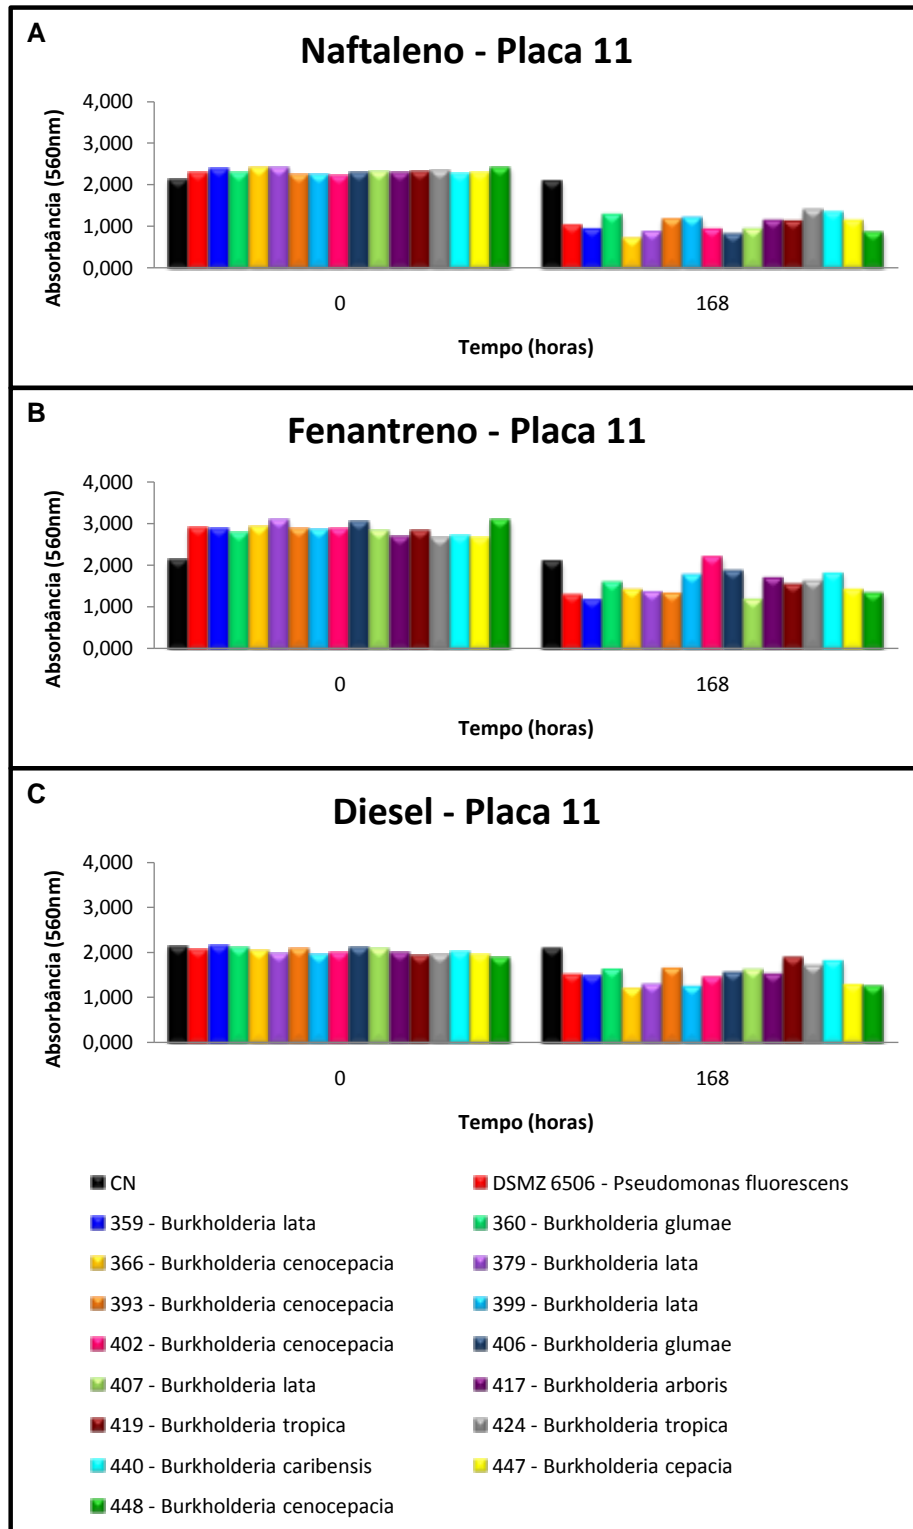 A
Naftaleno - Placa 11
Absorbância (560nm)
4,000
3,000
2,000
1,000
0,000
0
168
Tempo (horas)
B
Fenantreno - Placa 11
Absorbância (560nm)
4,000
3,000
2,000
1,000
0,000
0
168
Tempo (horas)
C
Diesel - Placa 11
Absorbância (560nm)
4,000
3,000
2,000
1,000
0,000
0
168
Tempo (horas)
CN
DSMZ 6506 - Pseudomonas fluorescens
359 - Burkholderia lata
360 - Burkholderia glumae
366 - Burkholderia cenocepacia
379 - Burkholderia lata
393 - Burkholderia cenocepacia
399 - Burkholderia lata
402 - Burkholderia cenocepacia
406 - Burkholderia glumae
407 - Burkholderia lata
417 - Burkholderia arboris
419 - Burkholderia tropica
424 - Burkholderia tropica
440 - Burkholderia caribensis
447 - Burkholderia cepacia
448 - Burkholderia cenocepacia